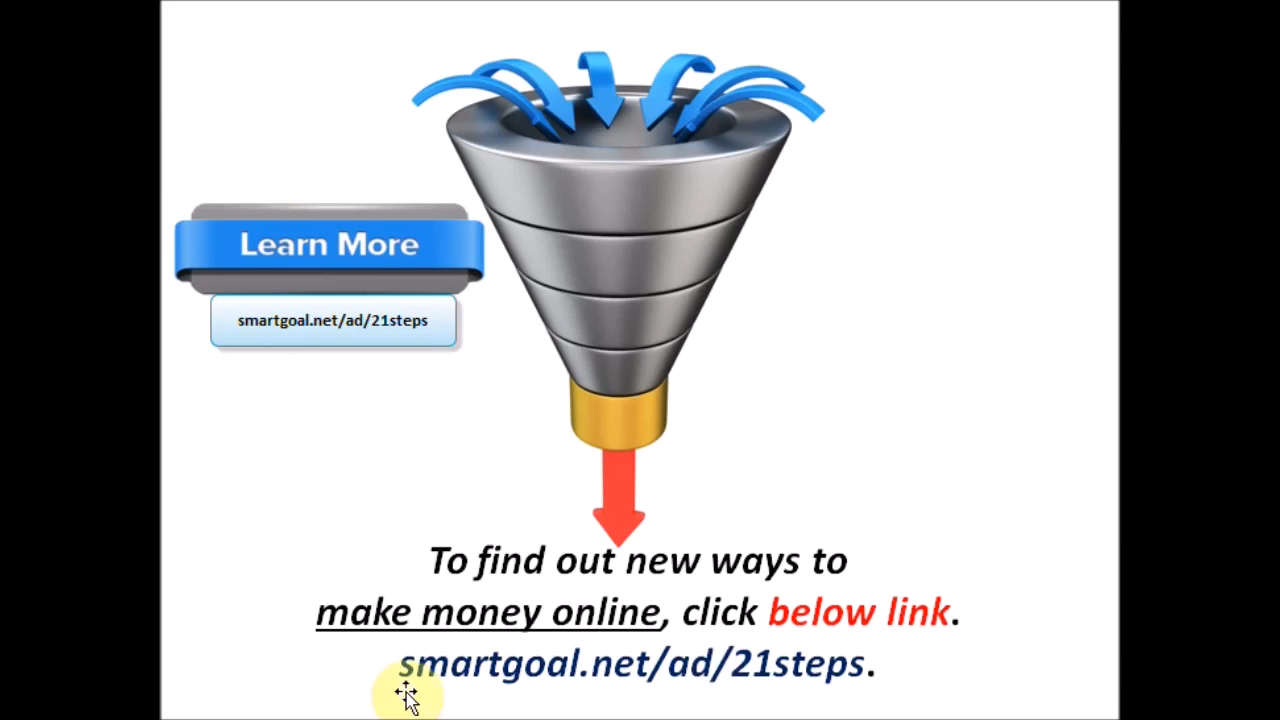 Learn More
smartgoal.net/ad/21steps
To find out new ways to
make money online, click below link.
smartgoal.net/ad/21steps.